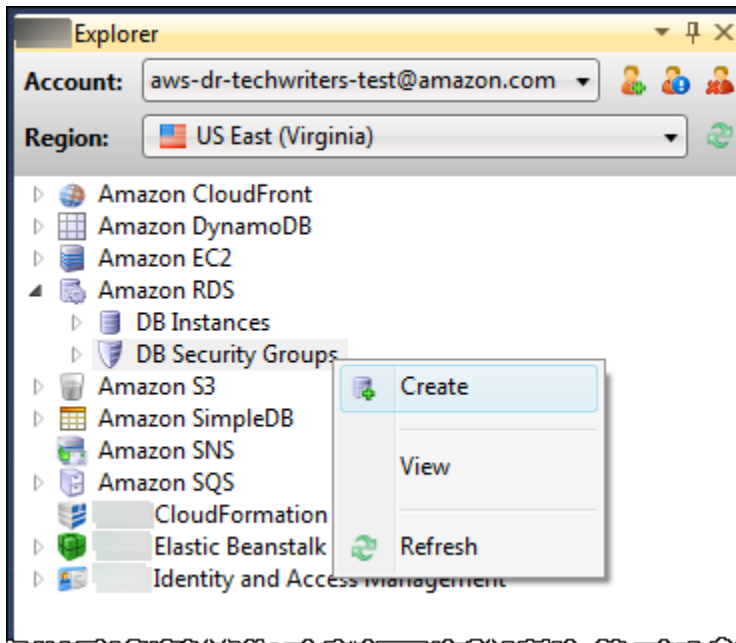 Explorer
Account: aws-dr-techwriters-test@amazon.com
Region: US East (Virginia)
Amazon CloudFront
Amazon DynamoDB
Amazon EC2
Amazon RDS
DB Instances
DB Security Groups
Amazon S3
Amazon SimpleDB
Amazon SNS
Amazon SQS
CloudFormation
Elastic Beanstalk
Identity and Access Management
Create
View
Refresh